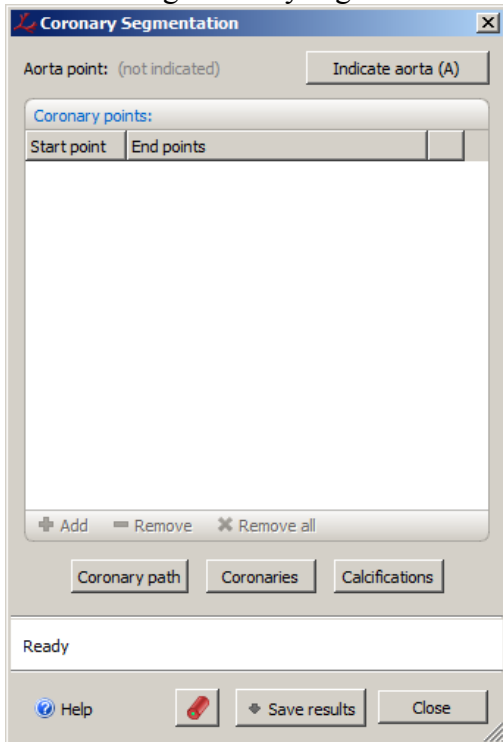 Coronary Segmentation
Aorta point: (not indicated) Indicate aorta (A)
Coronary points:
Start point End points
Add Remove Remove all
Coronary path Coronaries Calcifications
Ready
Help Save results Close